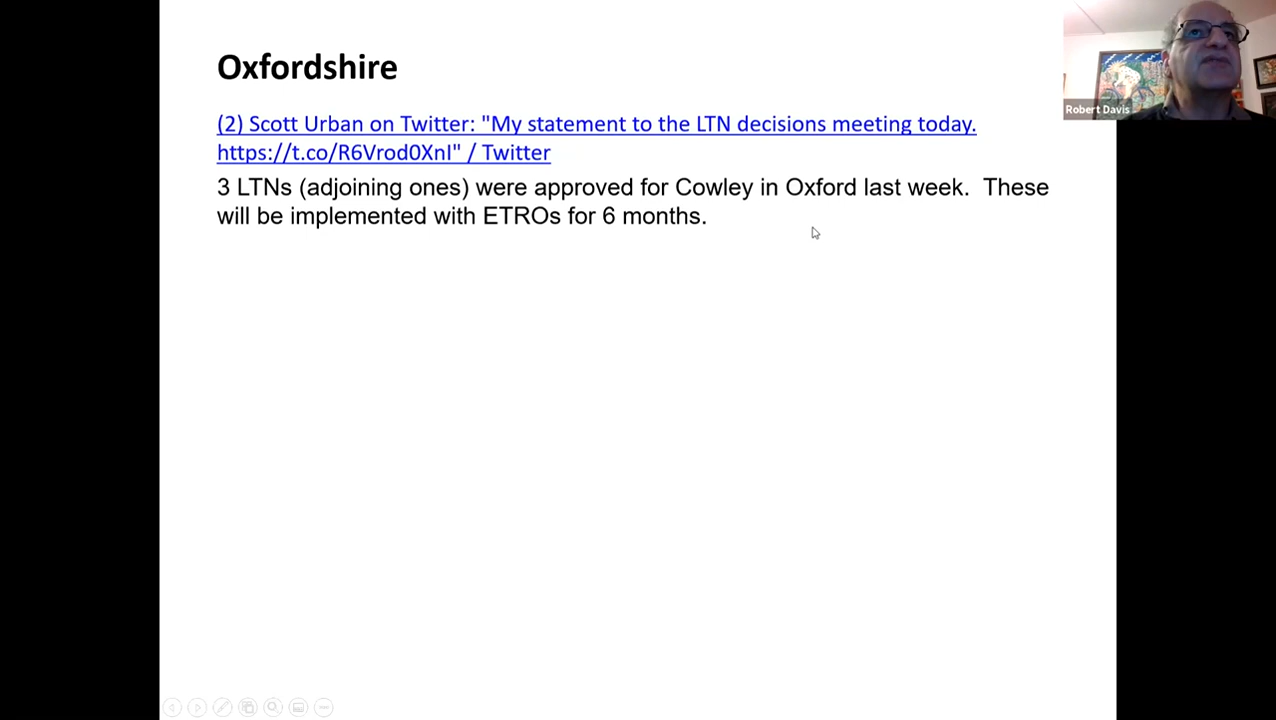 Oxfordshire
(2) Scott Urban on Twitter: "My statement to the LTN decisions meeting today.
https://t.co/R6Vrod0XnI" / Twitter
3 LTNs (adjoining ones) were approved for Cowley in Oxford last week.  These
will be implemented with ETROs for 6 months.
Robert Davis